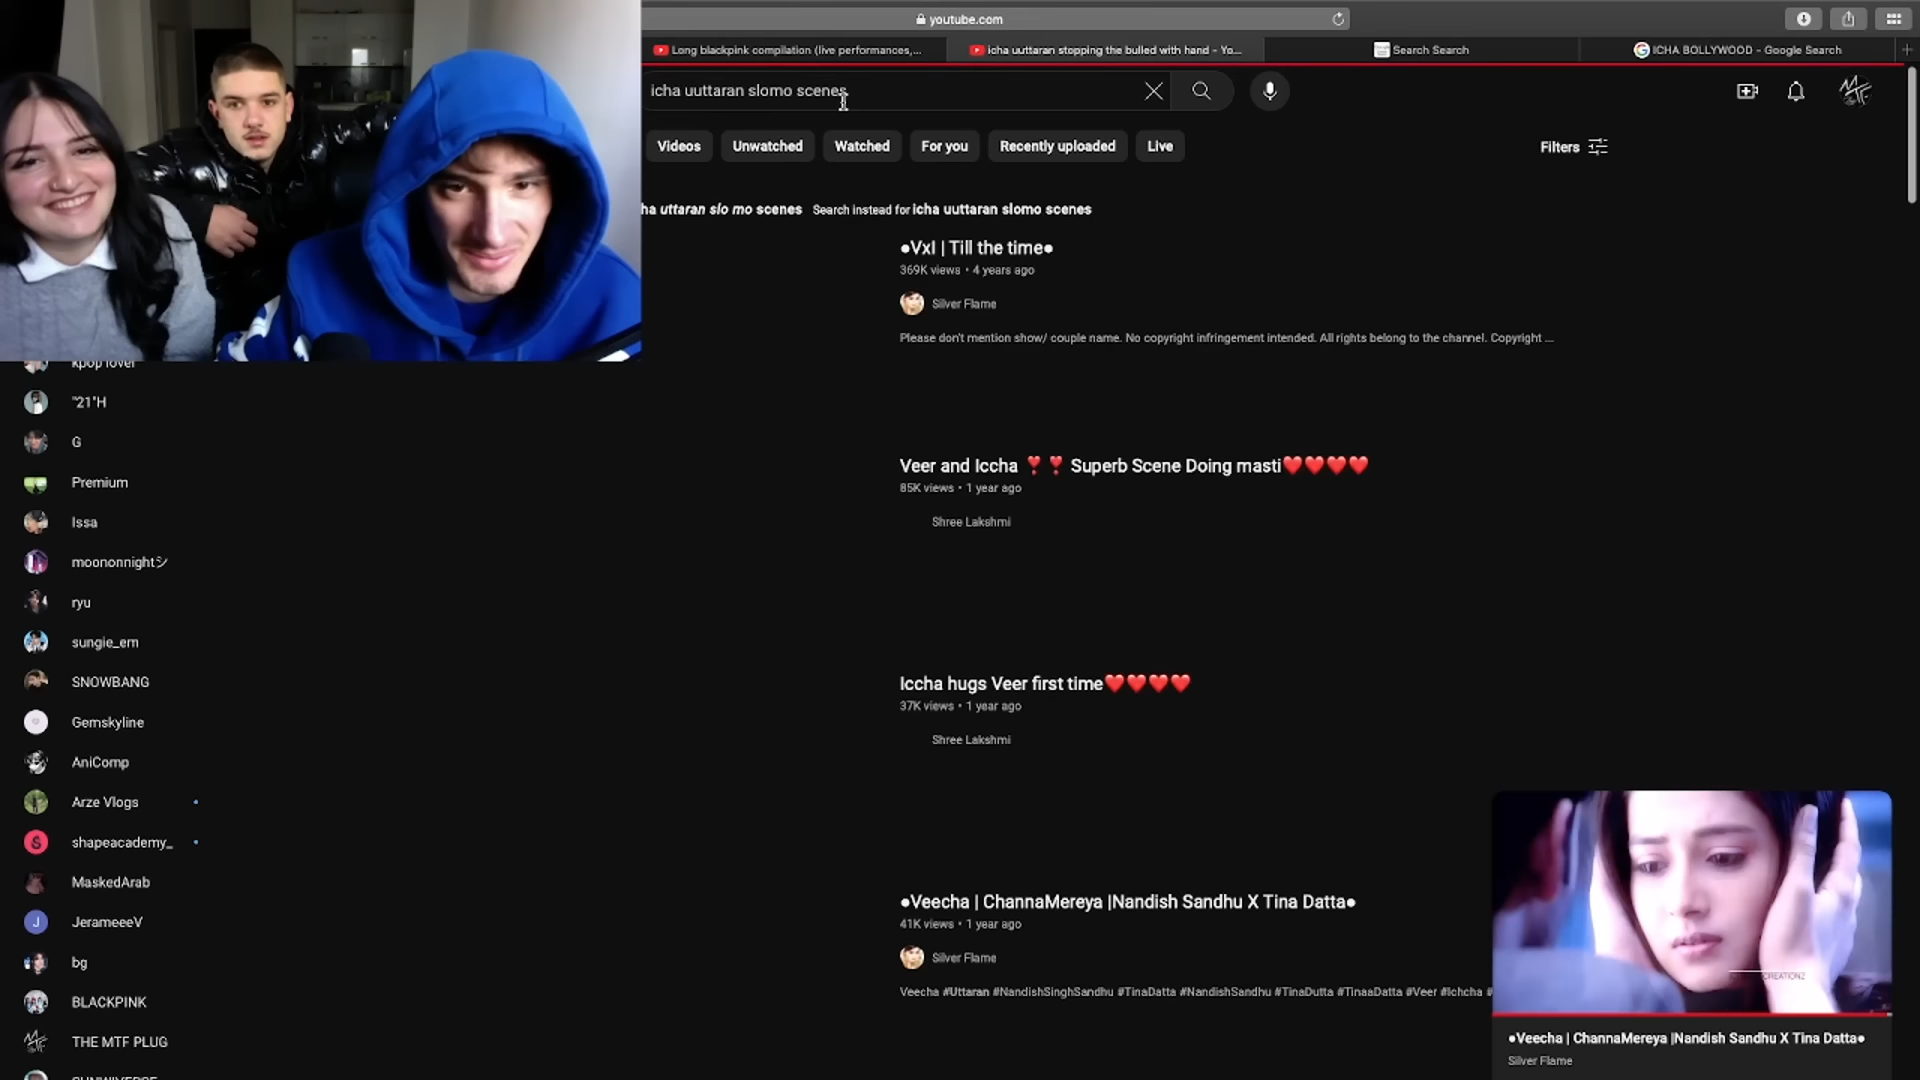 youtube.com
Long blackpink compilation (live performances,...
icha uuttaran stopping the bulled with hand - Yo...
Search Search
ICHA BOLLYWOOD - Google Search
icha uuttaran slomo scenes
Videos
Unwatched
Watched
For you
Recently uploaded
Live
Filters
ha uttaran slo mo scenes Search instead for icha uuttaran slomo scenes
●VxI | Till the time●
369K views • 4 years ago
Silver Flame
Please don't mention show/ couple name. No copyright infringement intended. All rights belong to the channel. Copyright ...
Veer and Iccha ❣️ ❣️ Superb Scene Doing masti❤️❤️❤️❤️
85K views • 1 year ago
Shree Lakshmi
Iccha hugs Veer first time❤️❤️❤️❤️
37K views • 1 year ago
Shree Lakshmi
●Veecha | ChannaMereya |Nandish Sandhu X Tina Datta●
41K views • 1 year ago
Silver Flame
Veecha #Uttaran #NandishSinghSandhu #TinaDatta #NandishSandhu #TinaDutta #TinaaDatta #Veer #Ichcha #
kpop lover
"21"H
G
Premium
Issa
moononnightシ
ryu
sungie_em
SNOWBANG
Gemskyline
AniComp
Arze Vlogs
S
shapeacademy_
MaskedArab
J
JerameeeV
bg
BLACKPINK
THE MTF PLUG
CREATIONZ
●Veecha | ChannaMereya |Nandish Sandhu X Tina Datta●
Silver Flame